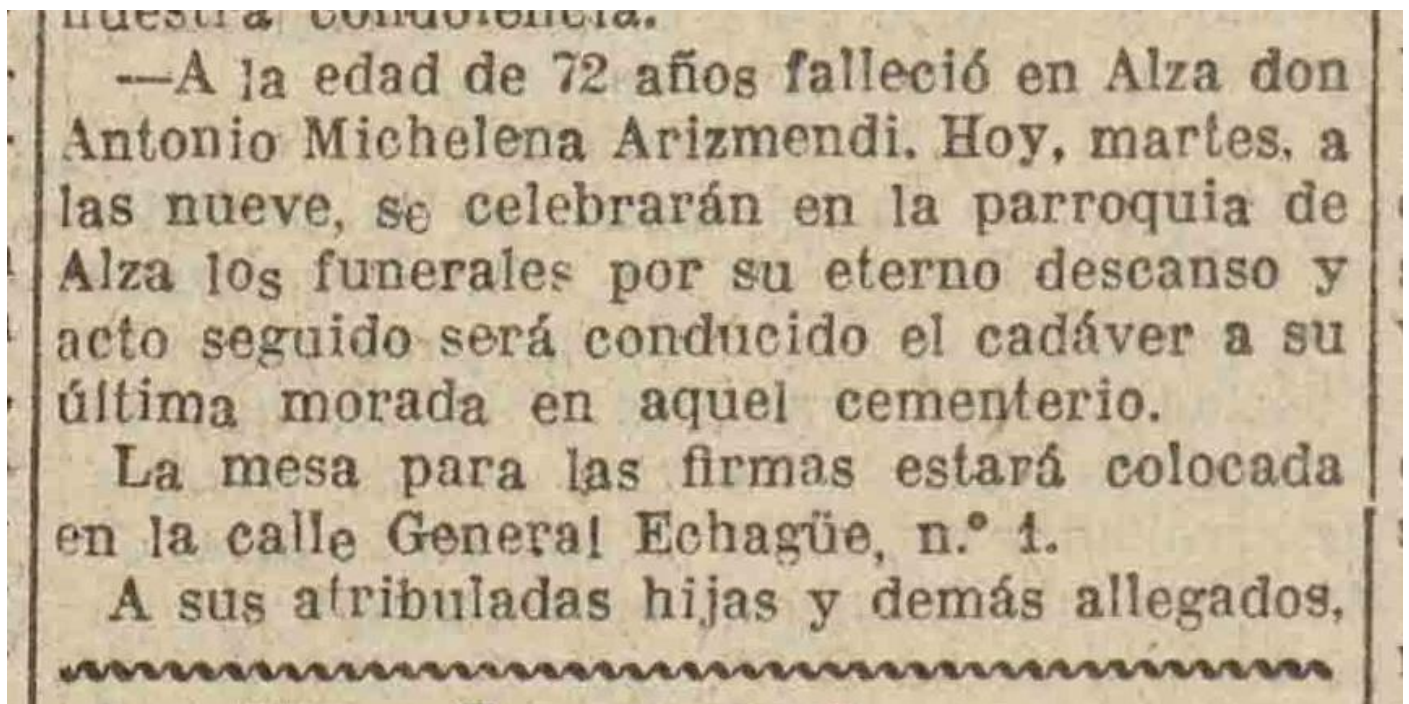 nuestra condolencia.
—A la edad de 72 años falleció en Alza don
Antonio Michelena Arizmendi. Hoy, martes, a
las nueve, se celebrarán en la parroquia de
Alza los funerales por su eterno descanso y
acto seguido será conducido el cadáver a su
última morada en aquel cementerio.
La mesa para las firmas estará colocada
en la calle General Echagüe, n.º 1.
A sus atribuladas hijas y demás allegados,